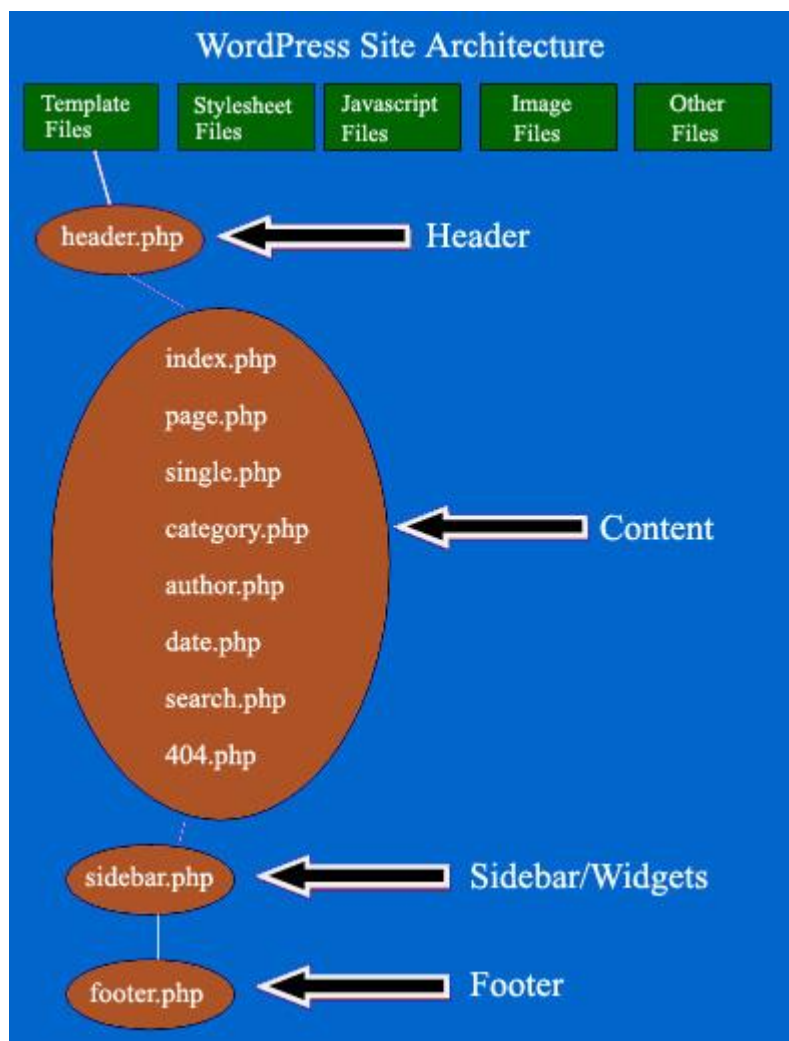 WordPress Site Architecture
Template
Files
Stylesheet
Files
Javascript
Files
Image
Files
Other
Files
header.php
Header
index.php
page.php
single.php
category.php
author.php
date.php
search.php
404.php
Content
sidebar.php
Sidebar/Widgets
footer.php
Footer